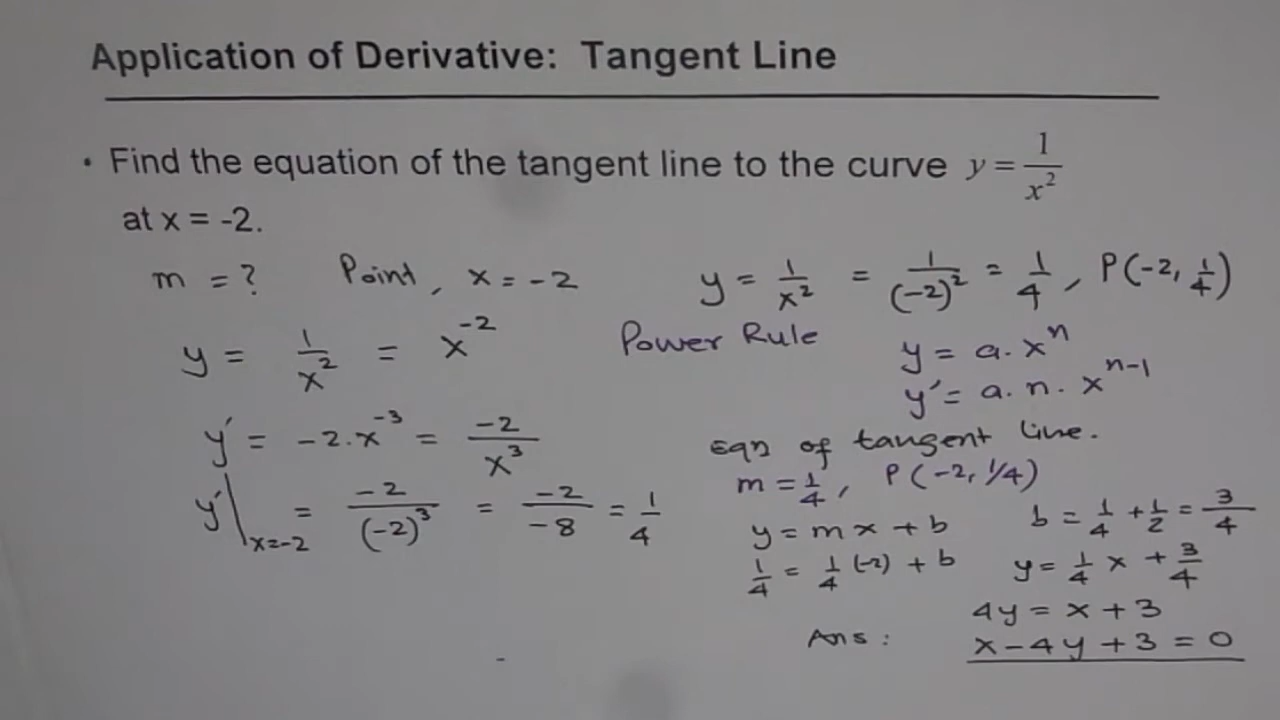 Application of Derivative: Tangent Line
• Find the equation of the tangent line to the curve y = 1/x²
at x = -2.
m = ? Point, x = -2 y = 1/x² = 1/(-2)² = 1/4, P(-2, 1/4)
y = 1/x² = x⁻² Power Rule y = a.xⁿ
y' = a.n.xⁿ⁻¹
y' = -2.x⁻³ = -2/x³
y'|x=-2 = -2/(-2)³ = -2/-8 = 1/4
Eqn of tangent line.
m = 1/4, P(-2, 1/4)
y = mx + b
1/4 = 1/4 (-2) + b
b = 1/4 + 1/2 = 3/4
y = 1/4 x + 3/4
4y = x + 3
Ans: x - 4y + 3 = 0